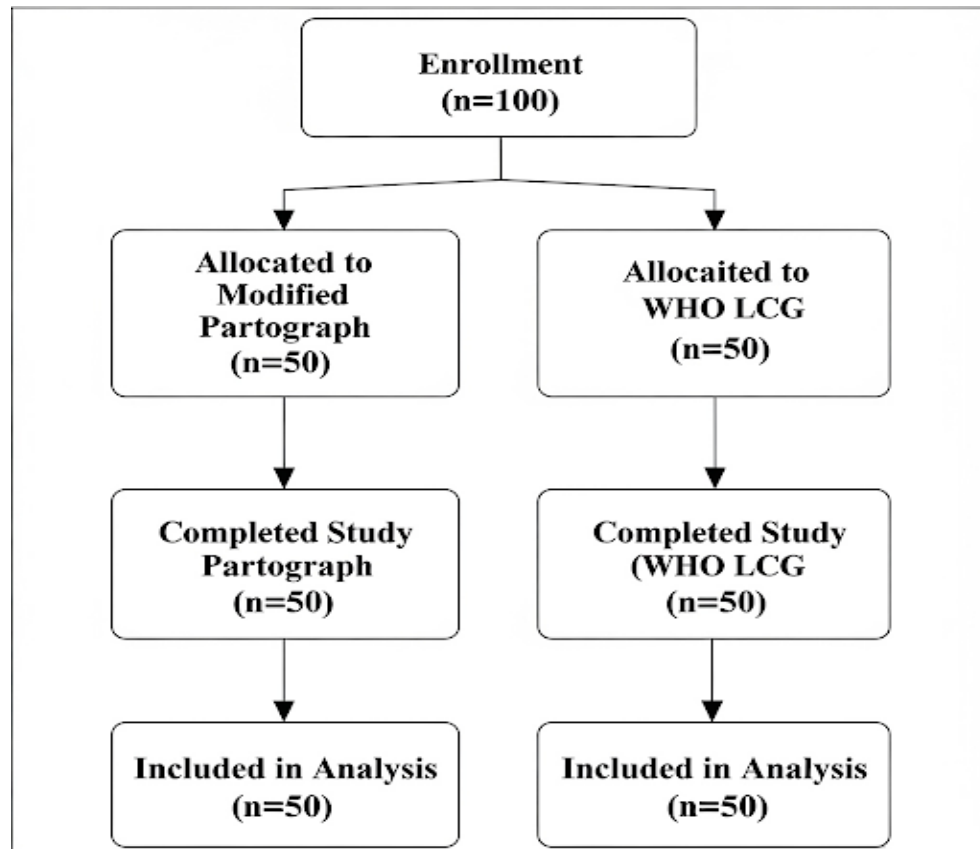 Enrollment
(n=100)
Allocated to
Modified
Partograph
(n=50)
Allocaited to
WHO LCG
(n=50)
Completed Study
Partograph
(n=50)
Completed Study
(WHO LCG
(n=50)
Included in Analysis
(n=50)
Included in Analysis
(n=50)